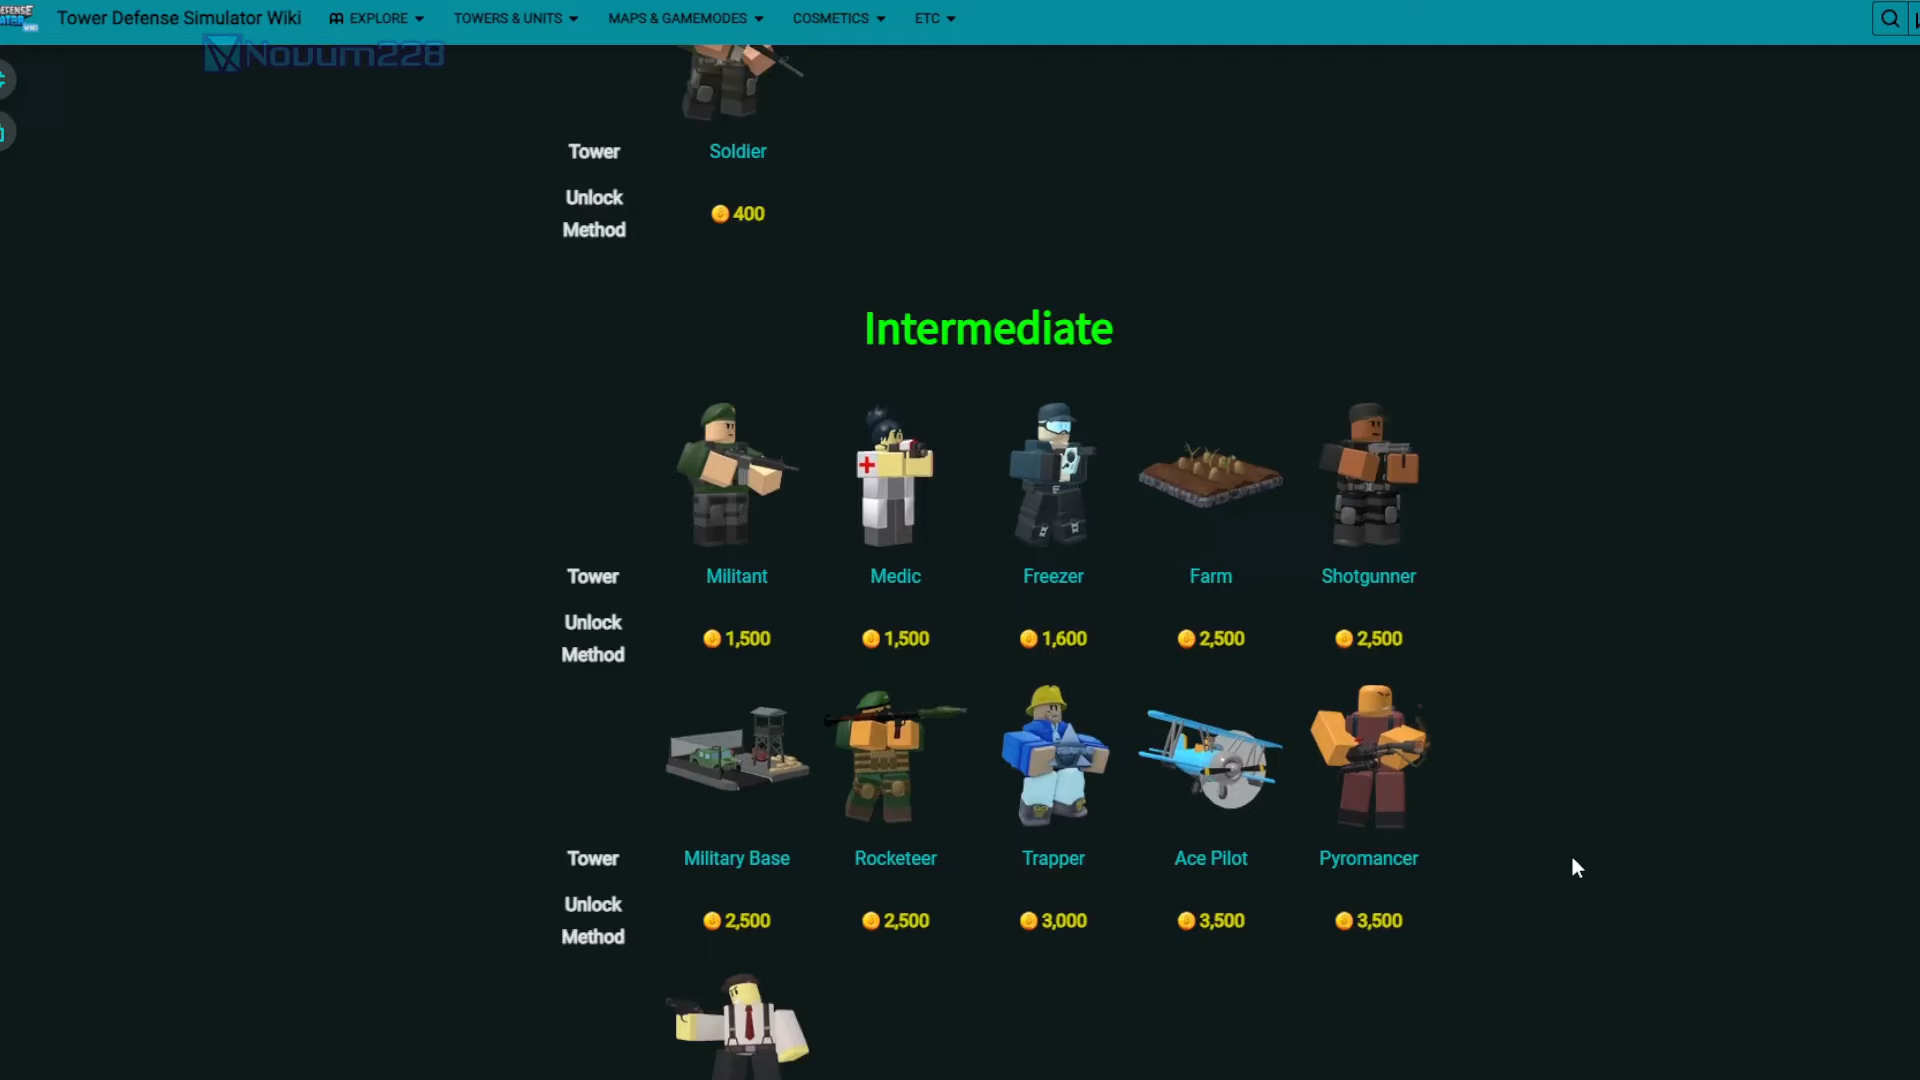 DEFENSE
WIKI
Tower Defense Simulator Wiki
EXPLORE
TOWERS & UNITS
MAPS & GAMEMODES
COSMETICS
ETC
Novum228
Tower Soldier
Unlock
Method
400
Intermediate
Tower Militant Medic Freezer Farm Shotgunner
Unlock
Method
1,500 1,500 1,600 2,500 2,500
Tower Military Base Rocketeer Trapper Ace Pilot Pyromancer
Unlock
Method
2,500 2,500 3,000 3,500 3,500